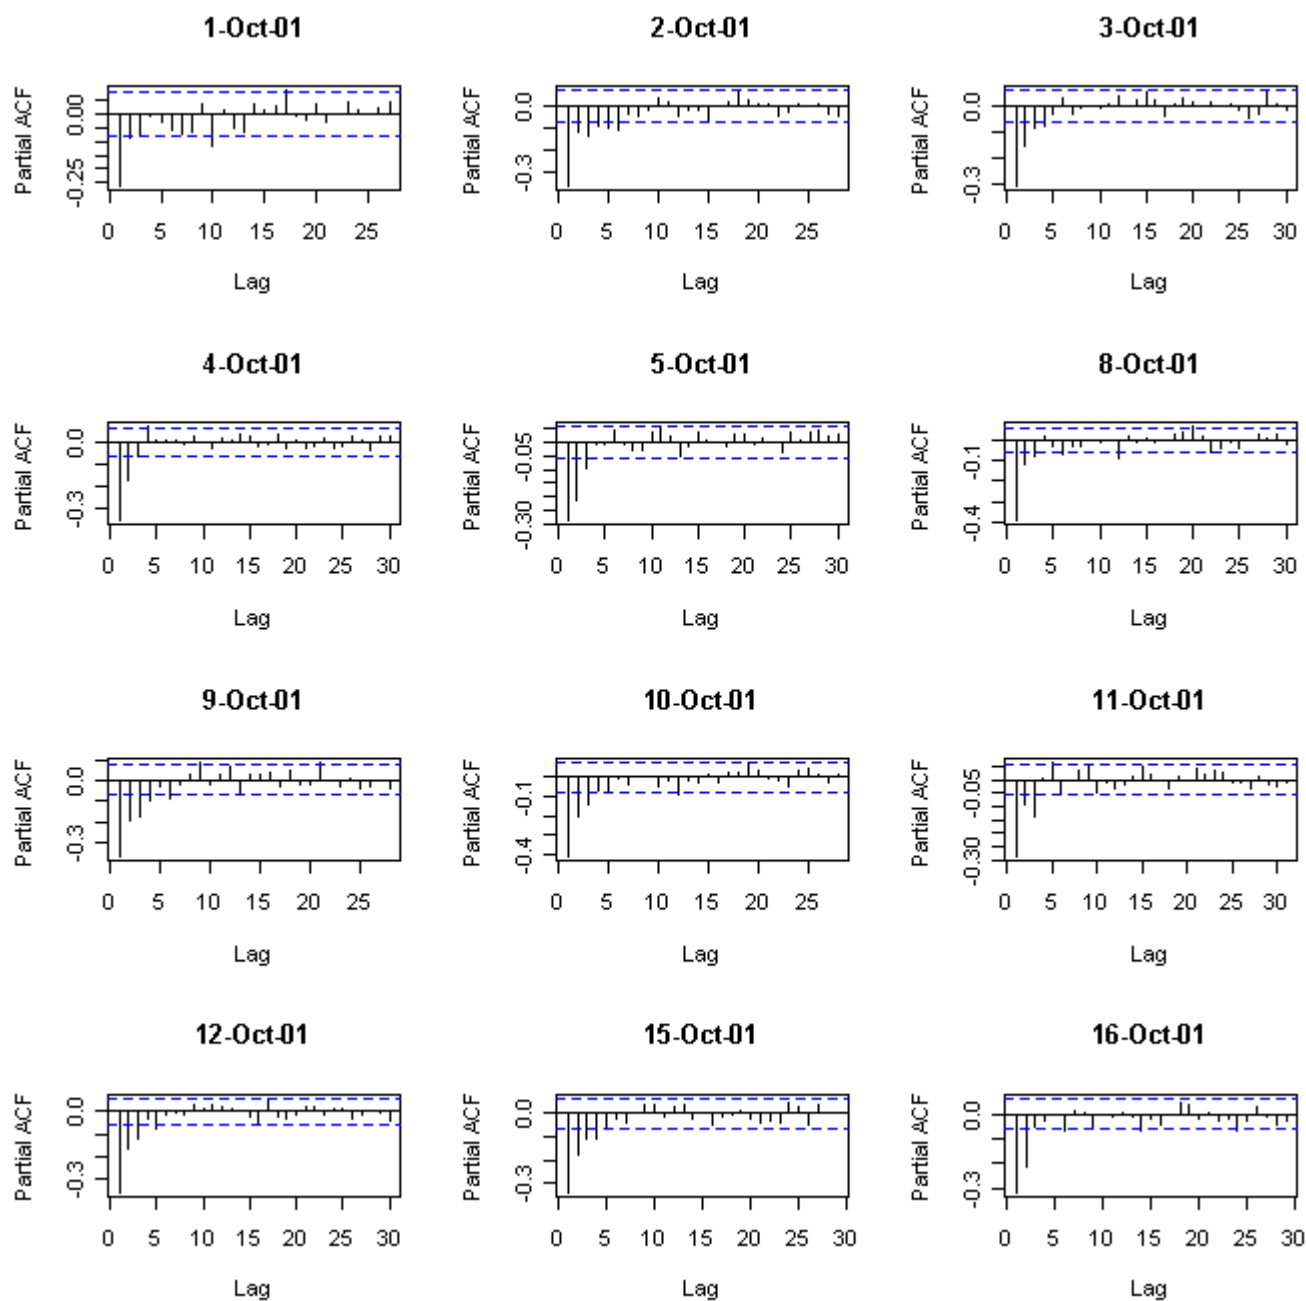 1-Oct-01 2-Oct-01 3-Oct-01
Partial ACF 0.00 -0.25 Partial ACF 0.0 -0.3 Partial ACF 0.0 -0.3
0 5 10 15 20 25 0 5 10 15 20 25 0 5 10 15 20 25 30
Lag Lag Lag
4-Oct-01 5-Oct-01 8-Oct-01
Partial ACF 0.0 -0.3 Partial ACF -0.05 -0.30 Partial ACF -0.1 -0.4
0 5 10 15 20 25 30 0 5 10 15 20 25 30 0 5 10 15 20 25 30
Lag Lag Lag
9-Oct-01 10-Oct-01 11-Oct-01
Partial ACF 0.0 -0.3 Partial ACF -0.1 -0.4 Partial ACF -0.05 -0.30
0 5 10 15 20 25 0 5 10 15 20 25 0 5 10 15 20 25 30
Lag Lag Lag
12-Oct-01 15-Oct-01 16-Oct-01
Partial ACF 0.0 -0.3 Partial ACF 0.0 -0.3 Partial ACF 0.0 -0.3
0 5 10 15 20 25 30 0 5 10 15 20 25 30 0 5 10 15 20 25 30
Lag Lag Lag